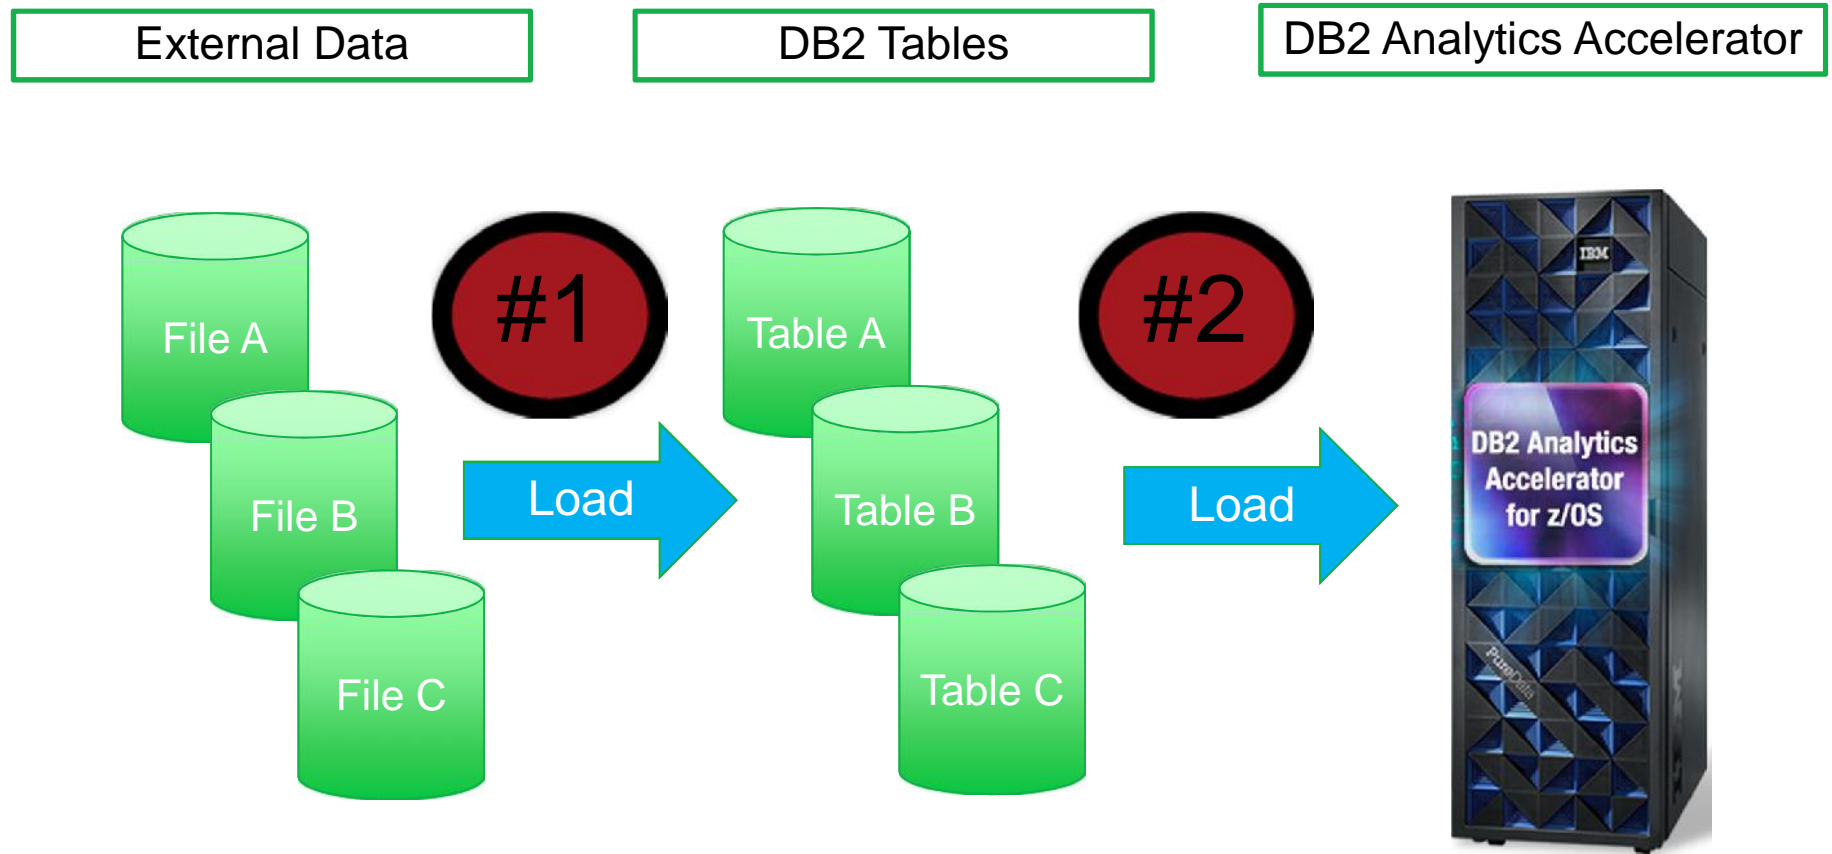 External Data
DB2 Tables
DB2 Analytics Accelerator
File A
#1
Table A
#2
IBM
File B
Load
Table B
Load
DB2 Analytics
Accelerator
for z/OS
File C
Table C
PureData
IBM